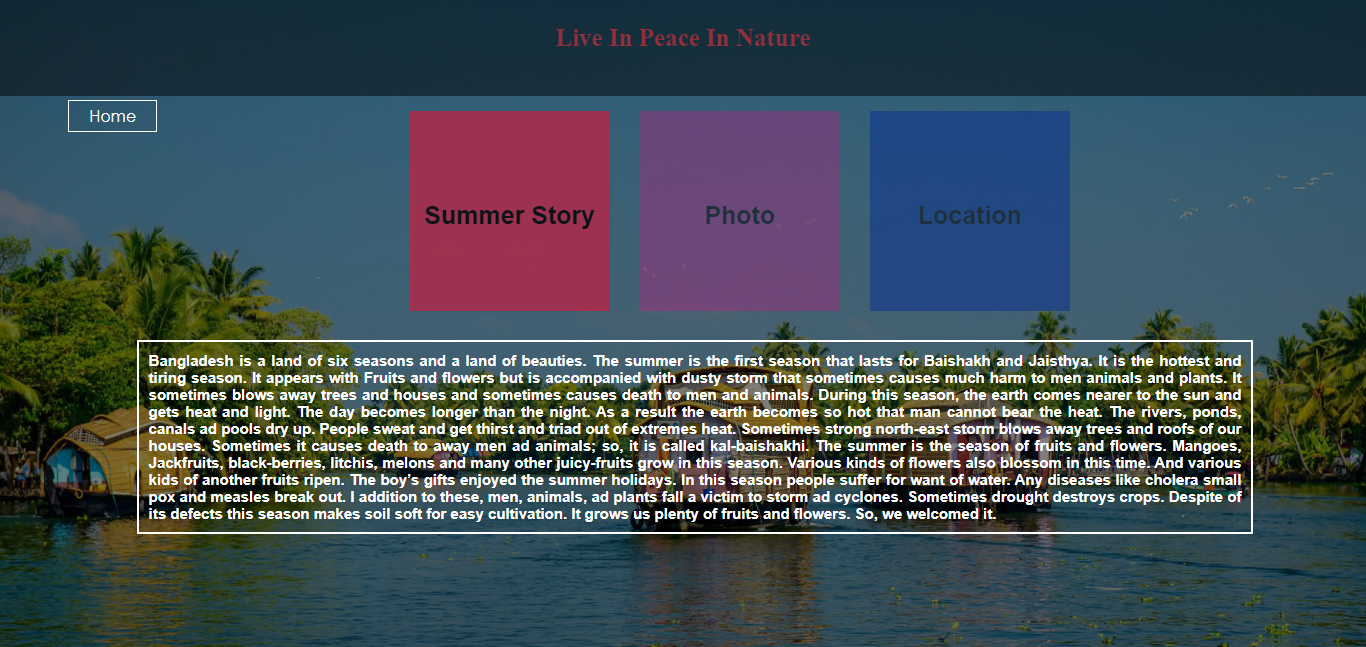 Live In Peace In Nature
Home
Summer Story
Photo
Location
Bangladesh is a land of six seasons and a land of beauties. The summer is the first season that lasts for Baishakh and Jaisthya. It is the hottest and
tiring season. It appears with Fruits and flowers but is accompanied with dusty storm that sometimes causes much harm to men animals and plants. It
sometimes blows away trees and houses and sometimes causes death to men and animals. During this season, the earth comes nearer to the sun and
gets heat and light. The day becomes longer than the night. As a result the earth becomes so hot that man cannot bear the heat. The rivers, ponds,
canals ad pools dry up. People sweat and get thirst and triad out of extremes heat. Sometimes strong north-east storm blows away trees and roofs of our
houses. Sometimes it causes death to away men ad animals; so, it is called kal-baishakhi. The summer is the season of fruits and flowers. Mangoes,
Jackfruits, black-berries, litchis, melons and many other juicy-fruits grow in this season. Various kinds of flowers also blossom in this time. And various
kids of another fruits ripen. The boy's gifts enjoyed the summer holidays. In this season people suffer for want of water. Any diseases like cholera small
pox and measles break out. I addition to these, men, animals, ad plants fall a victim to storm ad cyclones. Sometimes drought destroys crops. Despite of
its defects this season makes soil soft for easy cultivation. It grows us plenty of fruits and flowers. So, we welcomed it.